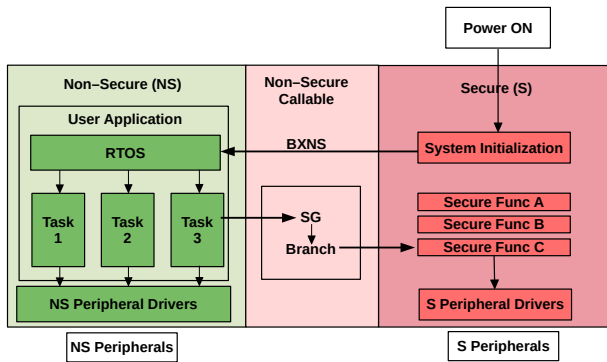 Power ON
Non–Secure (NS)
Non–Secure
Callable
Secure (S)
User Application
RTOS
BXNS
System Initialization
Task
1
Task
2
Task
3
SG
Branch
Secure Func A
Secure Func B
Secure Func C
NS Peripheral Drivers
S Peripheral Drivers
NS Peripherals
S Peripherals